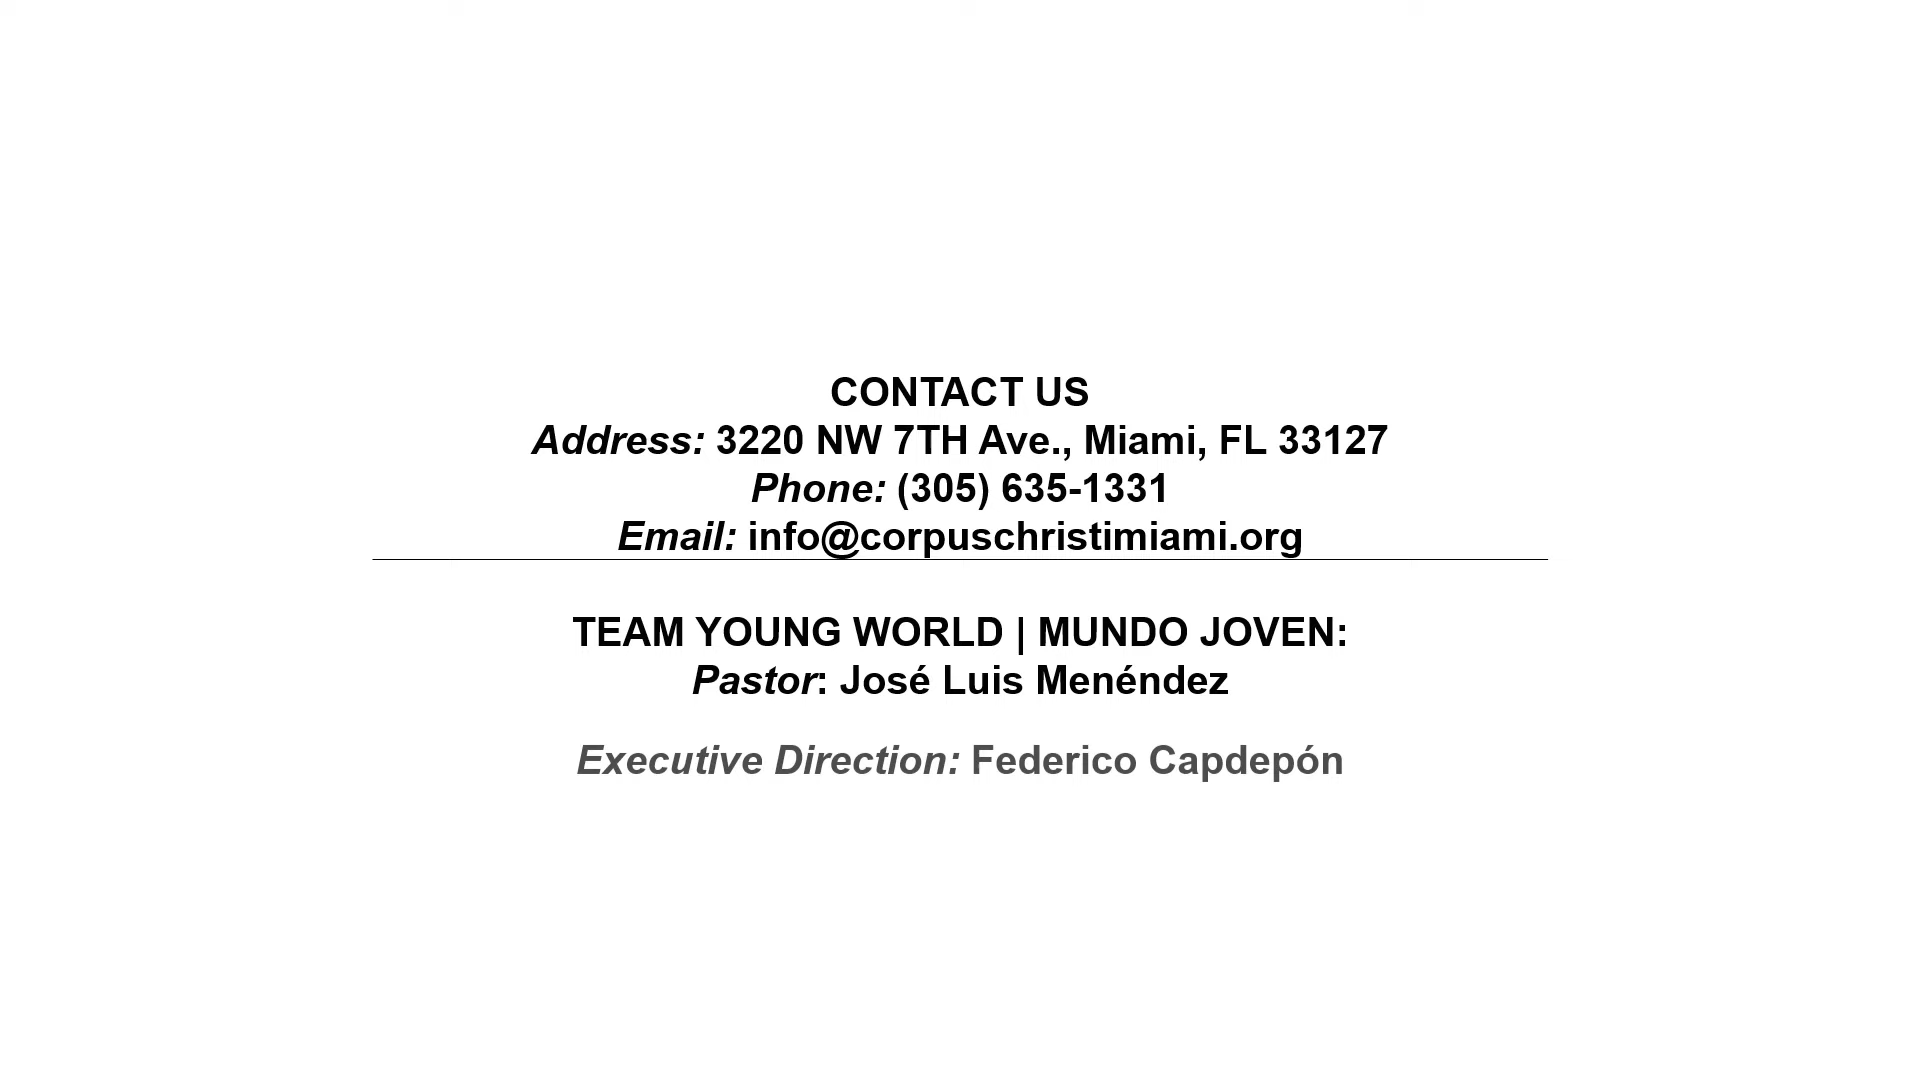 CONTACT US
Address: 3220 NW 7TH Ave., Miami, FL 33127
Phone: (305) 635-1331
Email: info@corpuschristimiami.org
TEAM YOUNG WORLD | MUNDO JOVEN:
Pastor: José Luis Menéndez
Executive Direction: Federico Capdepón